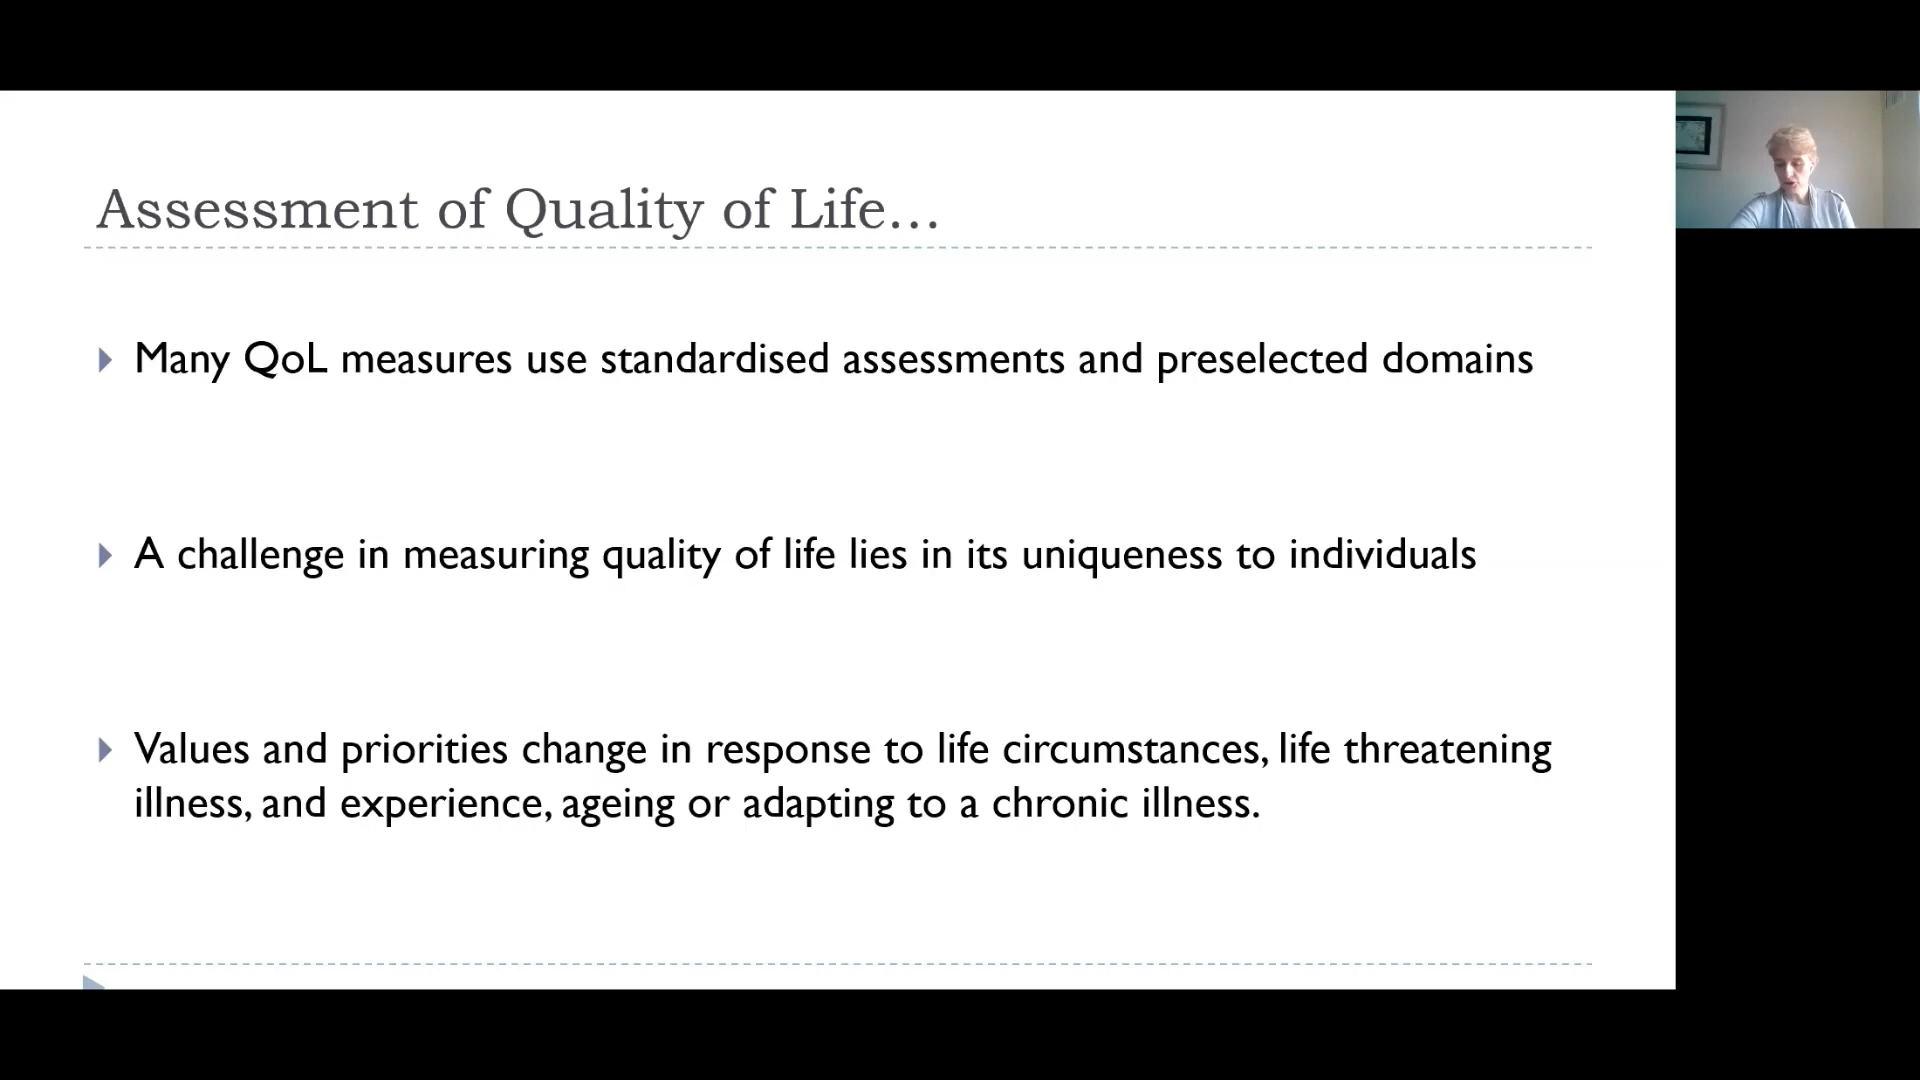 Assessment of Quality of Life...
Many QoL measures use standardised assessments and preselected domains
A challenge in measuring quality of life lies in its uniqueness to individuals
Values and priorities change in response to life circumstances, life threatening
illness, and experience, ageing or adapting to a chronic illness.